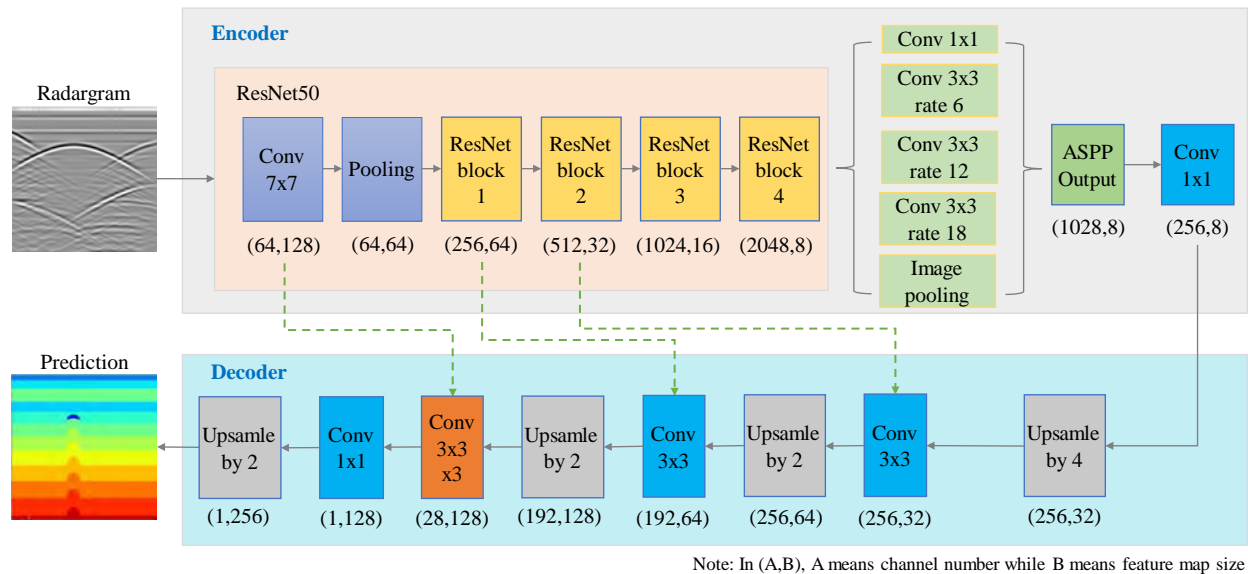 Encoder
Radargram
ResNet50
Conv
7x7
Pooling
ResNet
block
1
ResNet
block
2
ResNet
block
3
ResNet
block
4
(64,128)
(64,64)
(256,64)
(512,32)
(1024,16)
(2048,8)
Conv 1x1
Conv 3x3
rate 6
Conv 3x3
rate 12
Conv 3x3
rate 18
Image
pooling
ASPP
Output
(1028,8)
Conv
1x1
(256,8)
Prediction
Decoder
Upsamle
by 2
Conv
1x1
Conv
3x3
x3
Upsamle
by 2
Conv
3x3
Upsamle
by 2
Conv
3x3
Upsamle
by 4
(1,256)
(1,128)
(28,128)
(192,128)
(192,64)
(256,64)
(256,32)
(256,32)
Note: In (A,B), A means channel number while B means feature map size